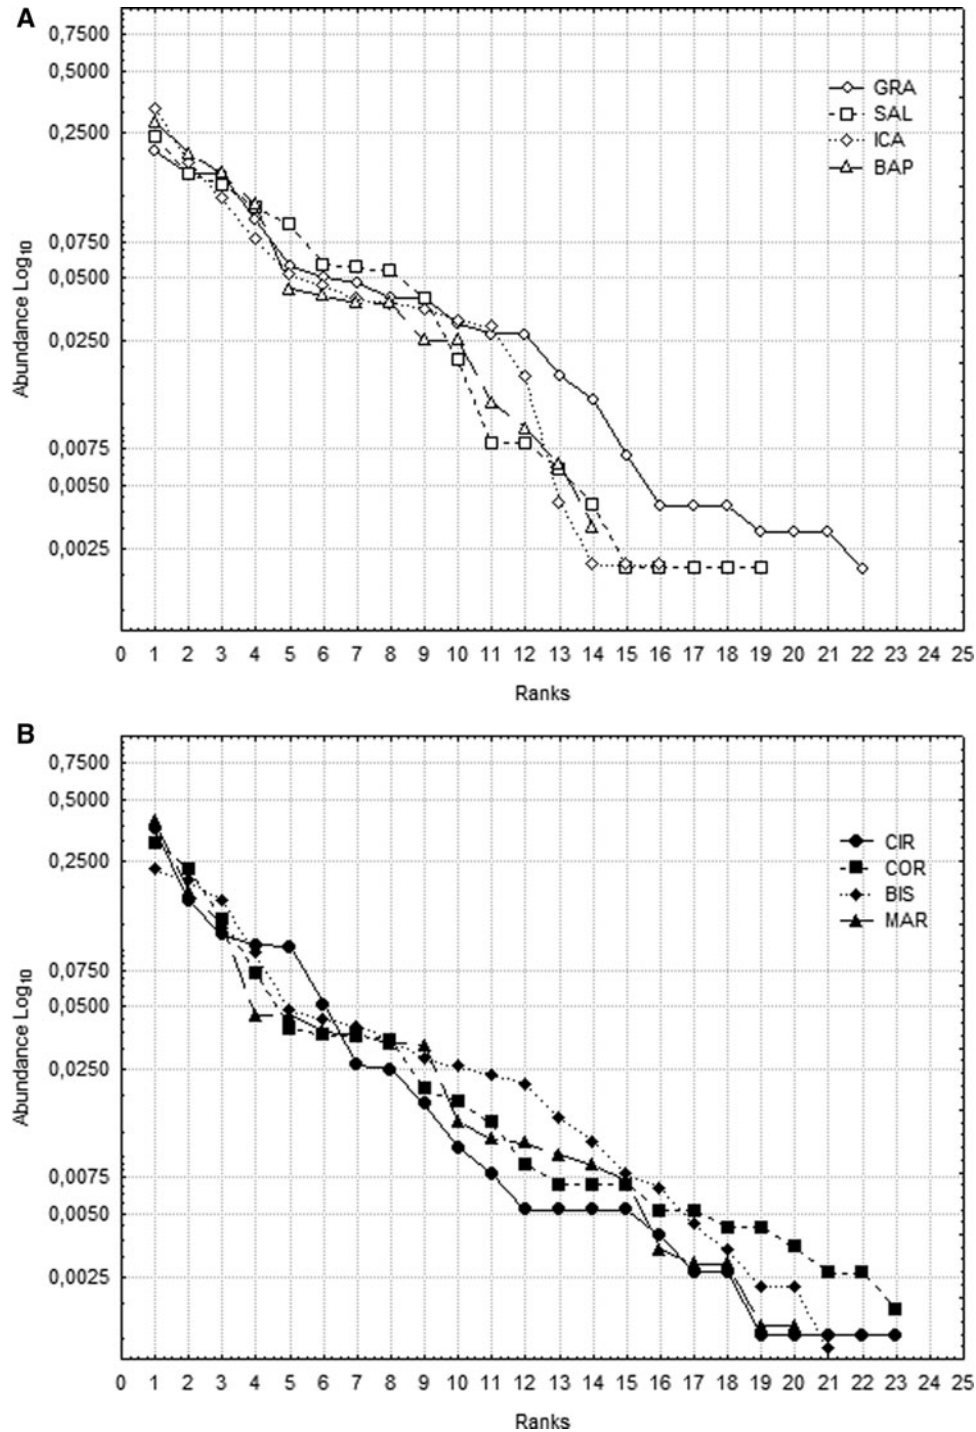 A
0,7500
0,5000
0,2500
0,0750
0,0500
0,0250
0,0075
0,0050
0,0025
Abundance Log10
GRA
SAL
ICA
BAP
0 1 2 3 4 5 6 7 8 9 10 11 12 13 14 15 16 17 18 19 20 21 22 23 24 25
Ranks
B
0,7500
0,5000
0,2500
0,0750
0,0500
0,0250
0,0075
0,0050
0,0025
Abundance Log10
CIR
COR
BIS
MAR
0 1 2 3 4 5 6 7 8 9 10 11 12 13 14 15 16 17 18 19 20 21 22 23 24 25
Ranks